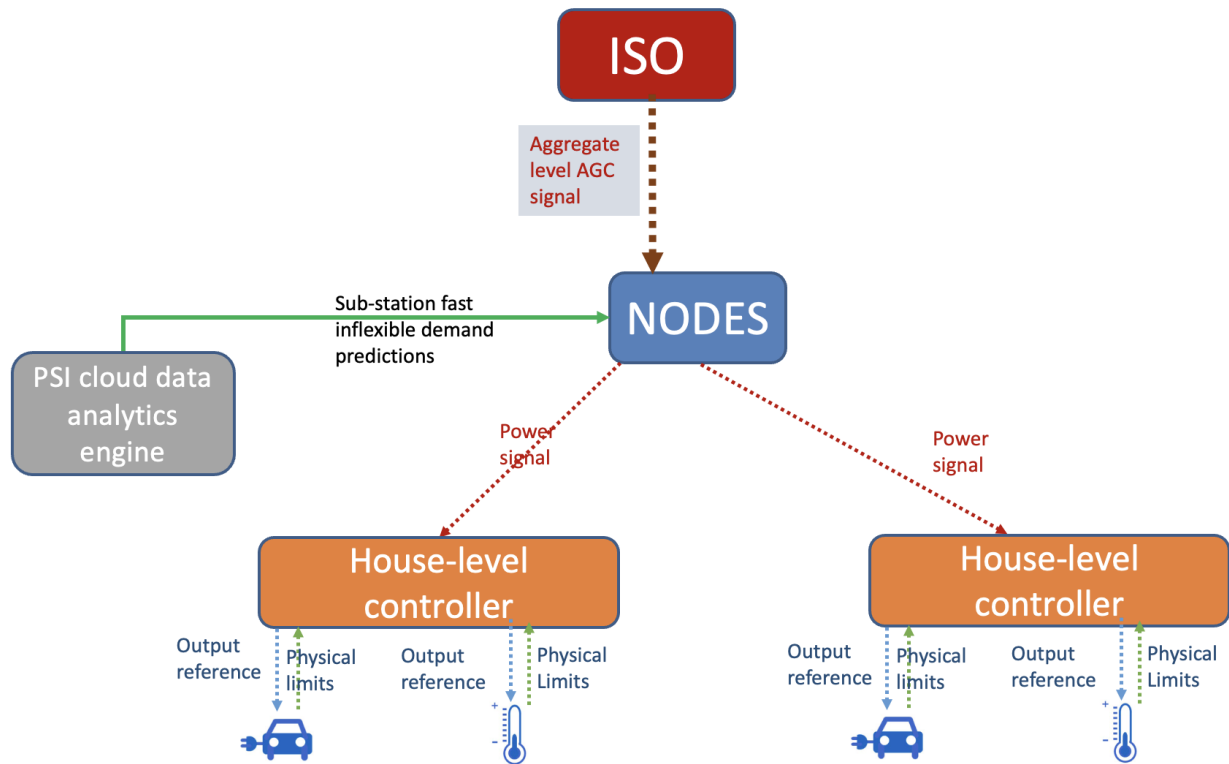 ISO
Aggregate
level AGC
signal
Sub-station fast
inflexible demand
predictions
NODES
PSI cloud data
analytics
engine
Power
signal
Power
signal
House-level
controller
House-level
controller
Output
reference
Physical
limits
Output
reference
Physical
Limits
Output
reference
Physical
limits
Output
reference
Physical
Limits
+
-
+
-